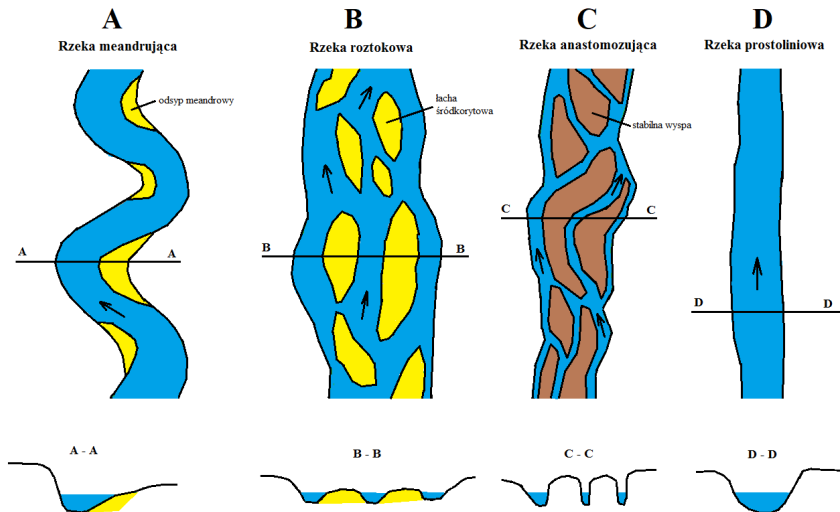 A
Rzeka meandrująca
B
Rzeka roztokowa
C
Rzeka anastomozująca
D
Rzeka prostoliniowa
odsyp meandrowy
łacha
śródkorytowa
stabilna wyspa
A A
B B
C C
D D
A - A
B - B
C - C
D - D